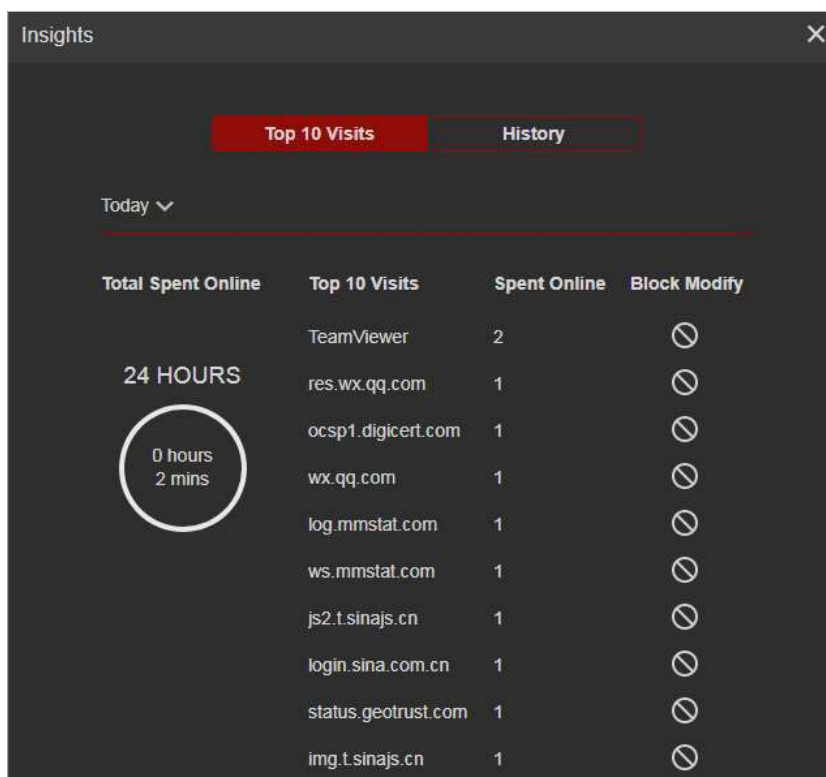 Insights
Top 10 Visits History
Today
Total Spent Online Top 10 Visits Spent Online Block Modify
TeamViewer 2
24 HOURS
res.wx.qq.com 1
ocsp1.digicert.com 1
0 hours
2 mins
wx.qq.com 1
log.mmstat.com 1
ws.mmstat.com 1
js2.t.sinajs.cn 1
login.sina.com.cn 1
status.geotrust.com 1
img.t.sinajs.cn 1